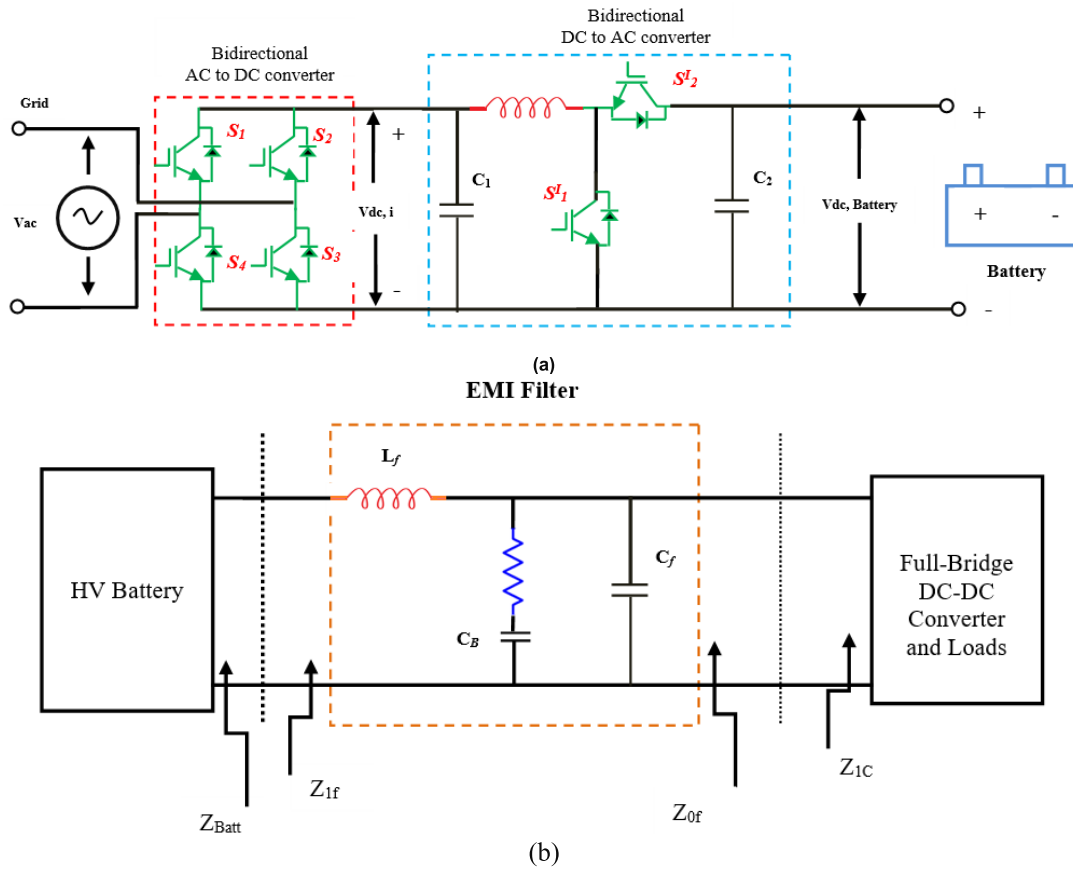 Bidirectional
AC to DC converter
Bidirectional
DC to AC converter
Grid
Vac
S1
S2
S4
S3
+
Vdc, i
-
C1
S^I_2
S^I_1
C2
Vdc, Battery
+
+ -
Battery
-
(a)
EMI Filter
HV Battery
Lf
CB
Cf
Full-Bridge
DC-DC
Converter
and Loads
ZBatt
Z1f
Z0f
Z1C
(b)